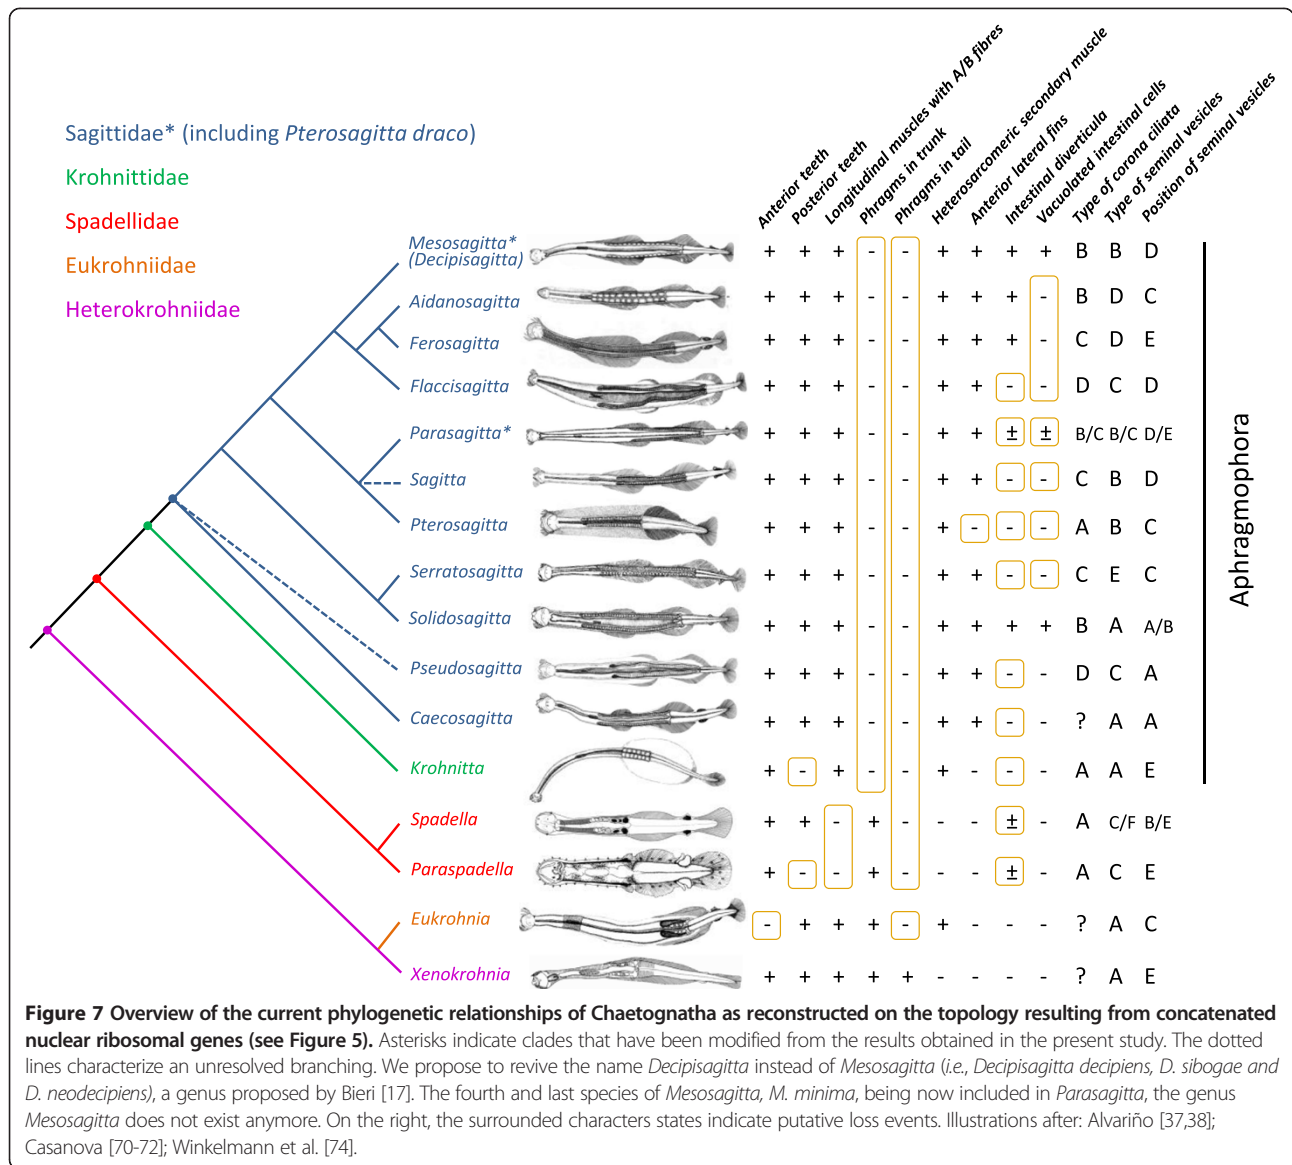 Sagittidae* (including Pterosagitta draco)
Krohnittidae
Spadellidae
Eukrohniidae
Heterokrohniidae
Anterior teeth
Posterior teeth
Longitudinal muscles with A/B fibres
Phragms in trunk
Phragms in tail
Heterosarcomeric secondary muscle
Anterior lateral fins
Intestinal diverticula
Vacuolated intestinal cells
Type of corona ciliata
Type of seminal vesicles
Position of seminal vesicles
Mesosagitta* + + + - - + + + + B B D
(Decipisagitta)
Aidanosagitta + + + - - + + + - B D C
Ferosagitta + + + - - + + + - C D E
Flaccisagitta + + + - - + + - - D C D
Parasagitta* + + + - - + + ± ± B/C B/C D/E
Sagitta + + + - - + + - - C B D
Pterosagitta + + + - - + - - - A B C
Serratosagitta + + + - - + + - - C E C
Solidosagitta + + + - - + + + + B A A/B
Pseudosagitta + + + - - + + - - D C A
Caecosagitta + + + - - + + - - ? A A
Krohnitta + - + - - + - - - A A E
Spadella + + - + - - - ± - A C/F B/E
Paraspadella + - - + - - - ± - A C E
Eukrohnia - + + + - + - - - ? A C
Xenokrohnia + + + + + - - - - ? A E
Aphragmophora
Figure 7 Overview of the current phylogenetic relationships of Chaetognatha as reconstructed on the topology resulting from concatenated
nuclear ribosomal genes (see Figure 5). Asterisks indicate clades that have been modified from the results obtained in the present study. The dotted
lines characterize an unresolved branching. We propose to revive the name Decipisagitta instead of Mesosagitta (i.e., Decipisagitta decipiens, D. sibogae and
D. neodecipiens), a genus proposed by Bieri [17]. The fourth and last species of Mesosagitta, M. minima, being now included in Parasagitta, the genus
Mesosagitta does not exist anymore. On the right, the surrounded characters states indicate putative loss events. Illustrations after: Alvariño [37,38];
Casanova [70-72]; Winkelmann et al. [74].